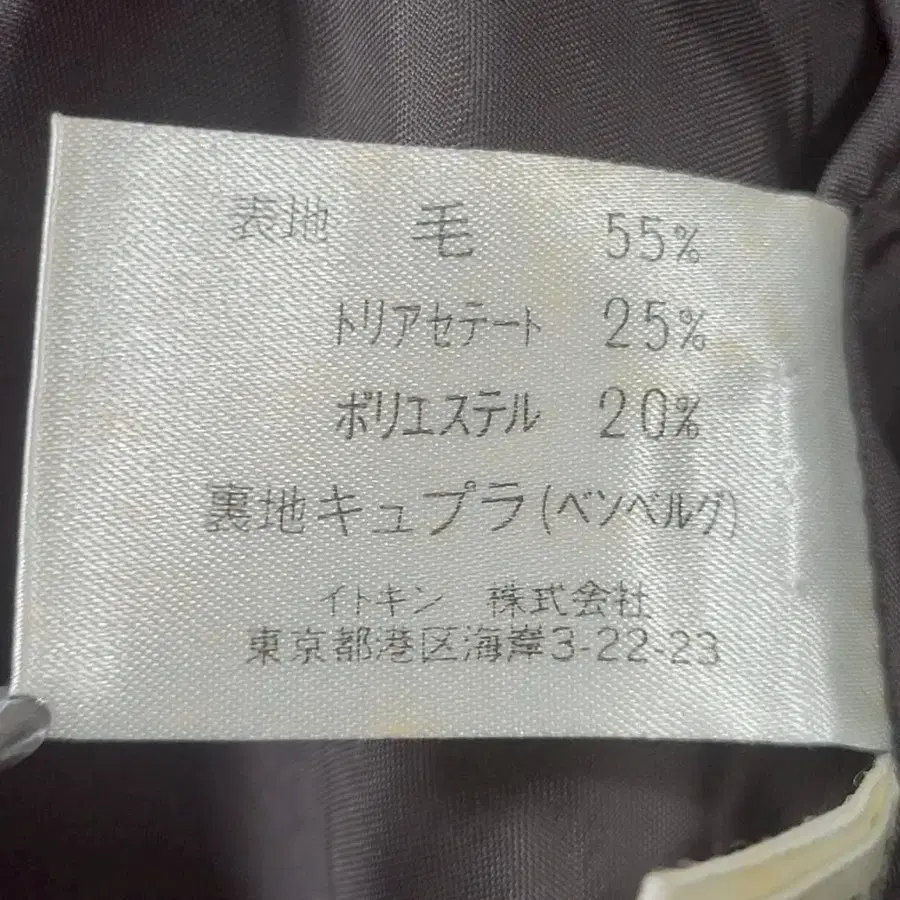 表地 毛 55%
トリアセテート 25%
ポリエステル 20%
裏地キュプラ(ベンベルグ)
イトキン 株式会社
東京都港区海岸3-22-23